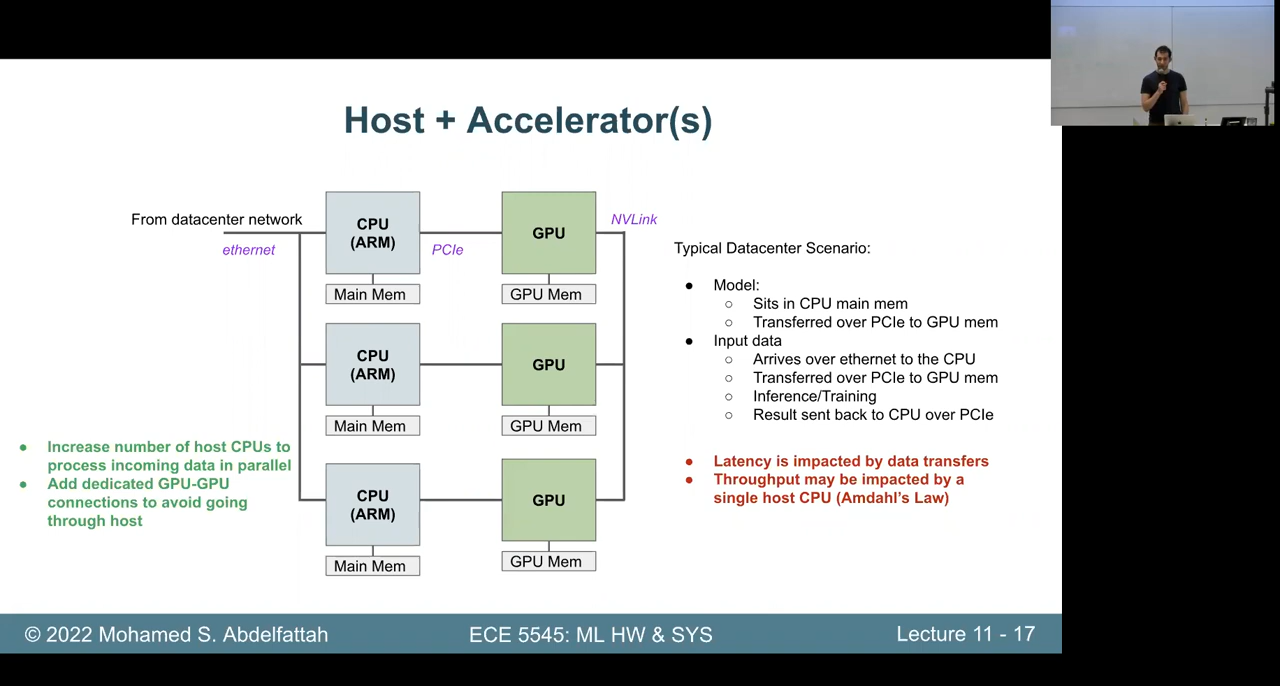 Host + Accelerator(s)
From datacenter network
ethernet
CPU
(ARM)
PCIe
GPU
NVLink
Main Mem
GPU Mem
CPU
(ARM)
GPU
Main Mem
GPU Mem
CPU
(ARM)
GPU
Main Mem
GPU Mem
● Increase number of host CPUs to
process incoming data in parallel
● Add dedicated GPU-GPU
connections to avoid going
through host
Typical Datacenter Scenario:
● Model:
○ Sits in CPU main mem
○ Transferred over PCIe to GPU mem
● Input data
○ Arrives over ethernet to the CPU
○ Transferred over PCIe to GPU mem
○ Inference/Training
○ Result sent back to CPU over PCIe
● Latency is impacted by data transfers
● Throughput may be impacted by a
single host CPU (Amdahl's Law)
© 2022 Mohamed S. Abdelfattah
ECE 5545: ML HW & SYS
Lecture 11 - 17